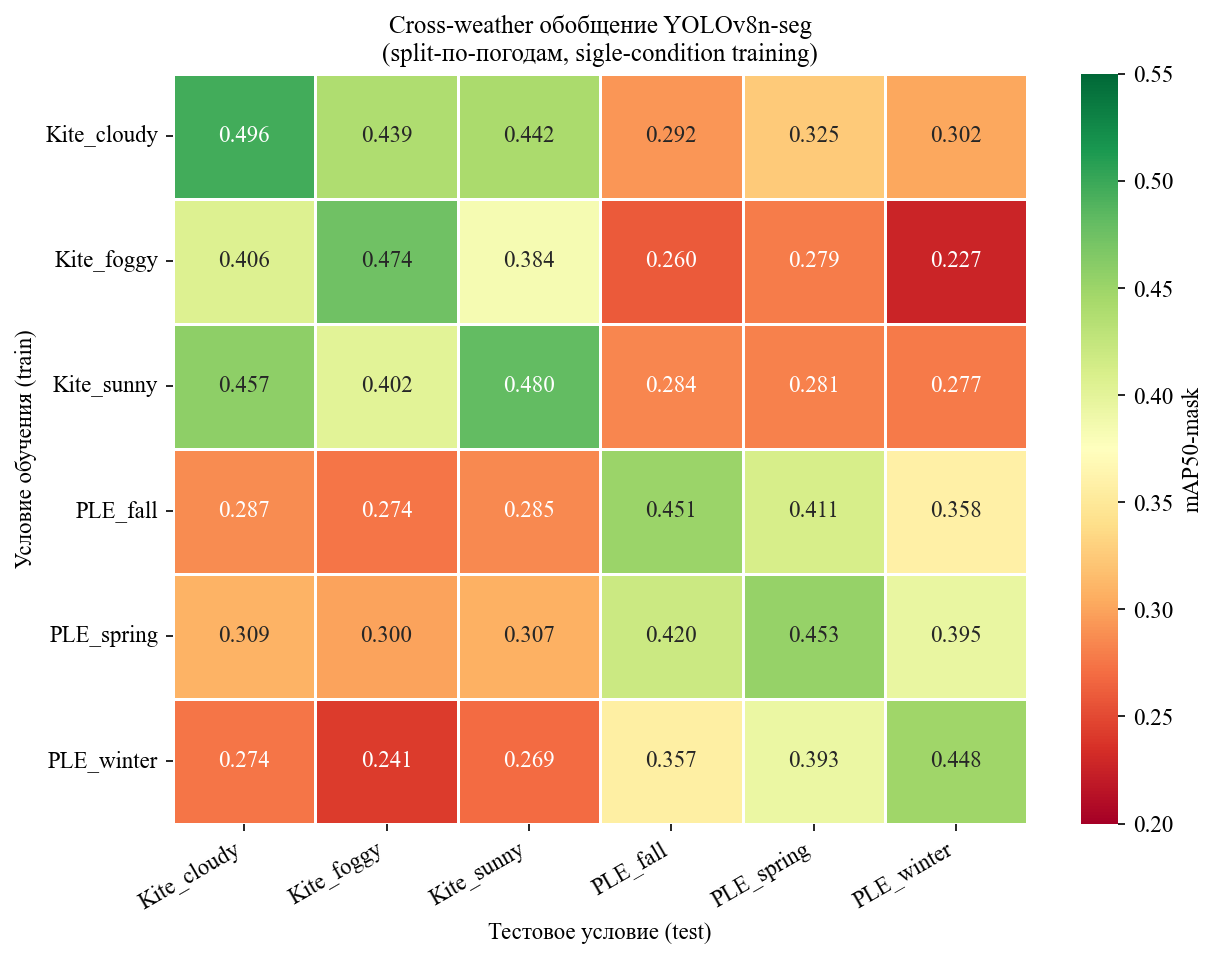 Cross-weather обобщение YOLOv8n-seg
(split-по-погодам, sigle-condition training)
Условие обучения (train)
Kite_cloudy 0.496 0.439 0.442 0.292 0.325 0.302
Kite_foggy 0.406 0.474 0.384 0.260 0.279 0.227
Kite_sunny 0.457 0.402 0.480 0.284 0.281 0.277
PLE_fall 0.287 0.274 0.285 0.451 0.411 0.358
PLE_spring 0.309 0.300 0.307 0.420 0.453 0.395
PLE_winter 0.274 0.241 0.269 0.357 0.393 0.448
Kite_cloudy Kite_foggy Kite_sunny PLE_fall PLE_spring PLE_winter
Тестовое условие (test)
0.55
0.50
0.45
0.40
0.35
0.30
0.25
0.20
mAP50-mask